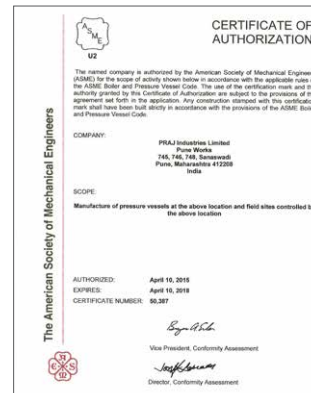 ASME
U2
CERTIFICATE OF
AUTHORIZATION
The named company is authorized by the American Society of Mechanical Engineer
(ASME) for the scope of activity shown below in accordance with the applicable rules
the ASME Boiler and Pressure Vessel Code. The use of the certification mark and th
authority granted by this Certificate of Authorization are subject to the provisions of th
agreement set forth in the application. Any construction stamped with this certificatio
mark shall have been built strictly in accordance with the provisions of the ASME Boil
and Pressure Vessel Code.
COMPANY:
PRAJ Industries Limited
Pune Works
745, 746, 748, Sanaswadi
Pune, Maharashtra 412208
India
SCOPE:
Manufacture of pressure vessels at the above location and field sites controlled b
the above location
AUTHORIZED: April 10, 2015
EXPIRES: April 10, 2018
CERTIFICATE NUMBER: 50,387
Vice President, Conformity Assessment
Director, Conformity Assessment
The American Society of Mechanical Engineers